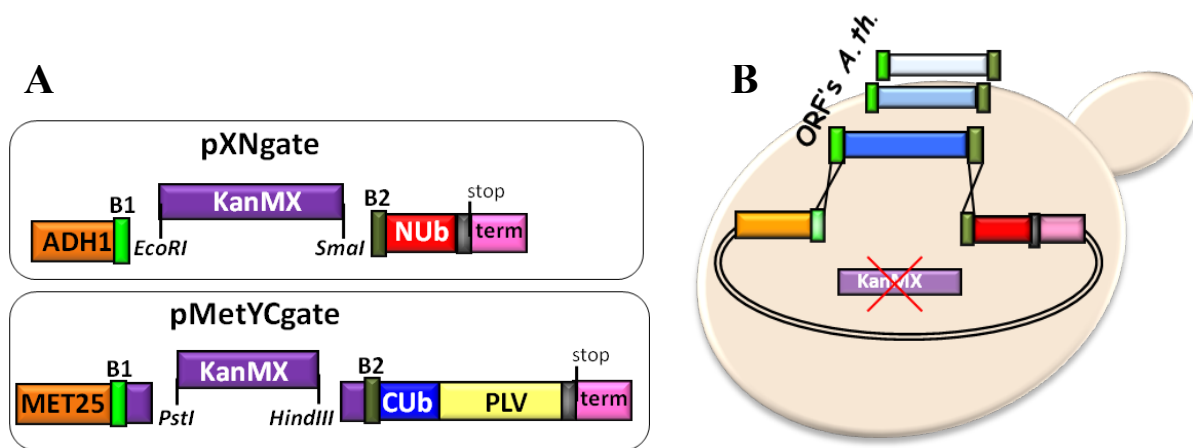 A
pXNgate
B1
KanMX
B2
stop
ADH1
EcoRI
SmaI
NUb
term
pMetYCgate
B1
KanMX
B2
stop
MET25
PstI
HindIII
CUb
PLV
term
B
ORF's A. th.
KanMX